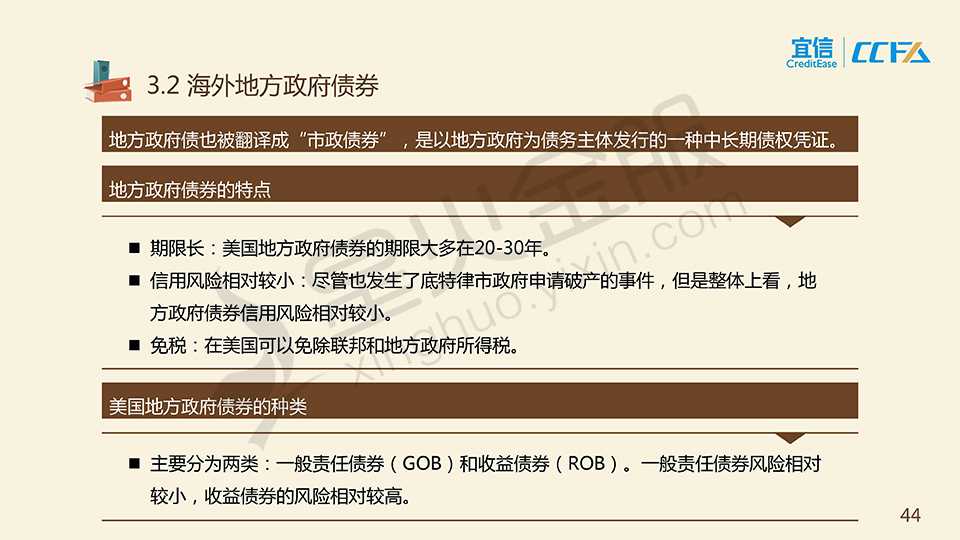 宜信
CreditEase
CCFA
3.2 海外地方政府债券
地方政府债也被翻译成“市政债券”，是以地方政府为债务主体发行的一种中长期债权凭证。
地方政府债券的特点
■ 期限长：美国地方政府债券的期限大多在20-30年。
■ 信用风险相对较小：尽管也发生了底特律市政府申请破产的事件，但是整体上看，地
方政府债券信用风险相对较小。
■ 免税：在美国可以免除联邦和地方政府所得税。
美国地方政府债券的种类
■ 主要分为两类：一般责任债券（GOB）和收益债券（ROB）。一般责任债券风险相对
较小，收益债券的风险相对较高。
44
星火金服
xinghuo.yixin.com